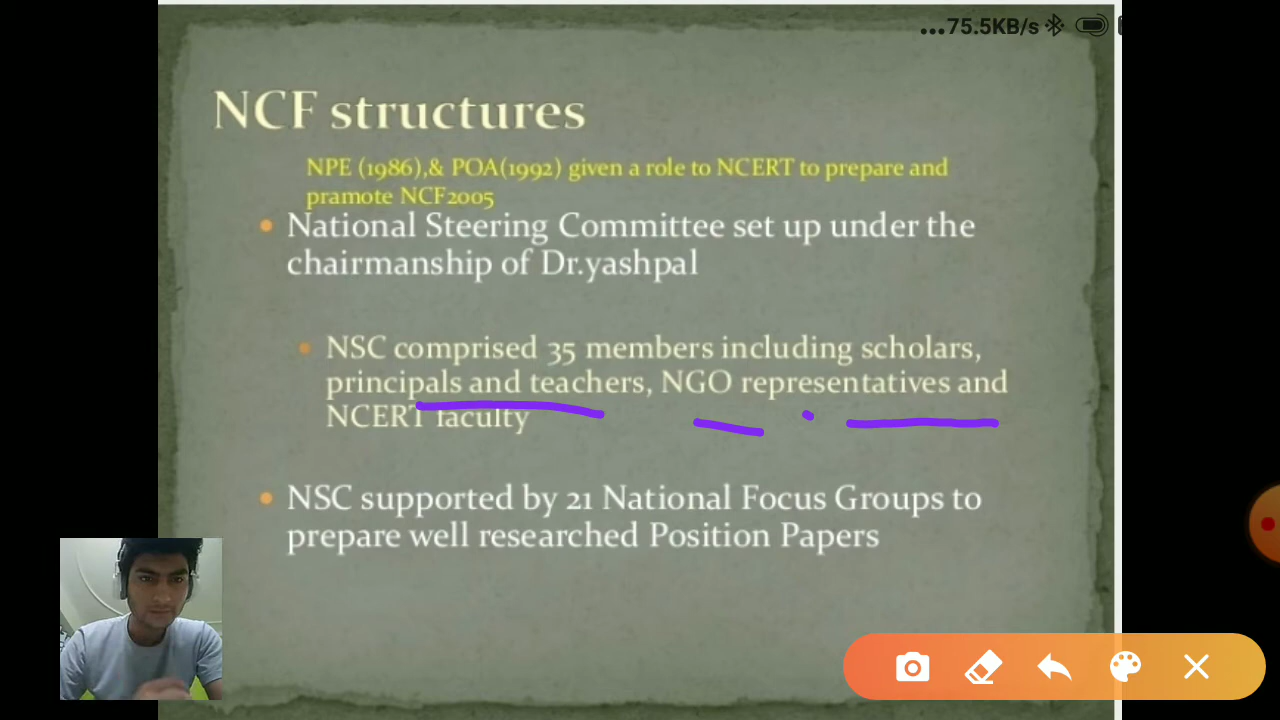 ...75.5KB/s
NCF structures
NPE (1986),& POA(1992) given a role to NCERT to prepare and
pramote NCF2005
National Steering Committee set up under the
chairmanship of Dr.yashpal
NSC comprised 35 members including scholars,
principals and teachers, NGO representatives and
NCERT faculty
NSC supported by 21 National Focus Groups to
prepare well researched Position Papers